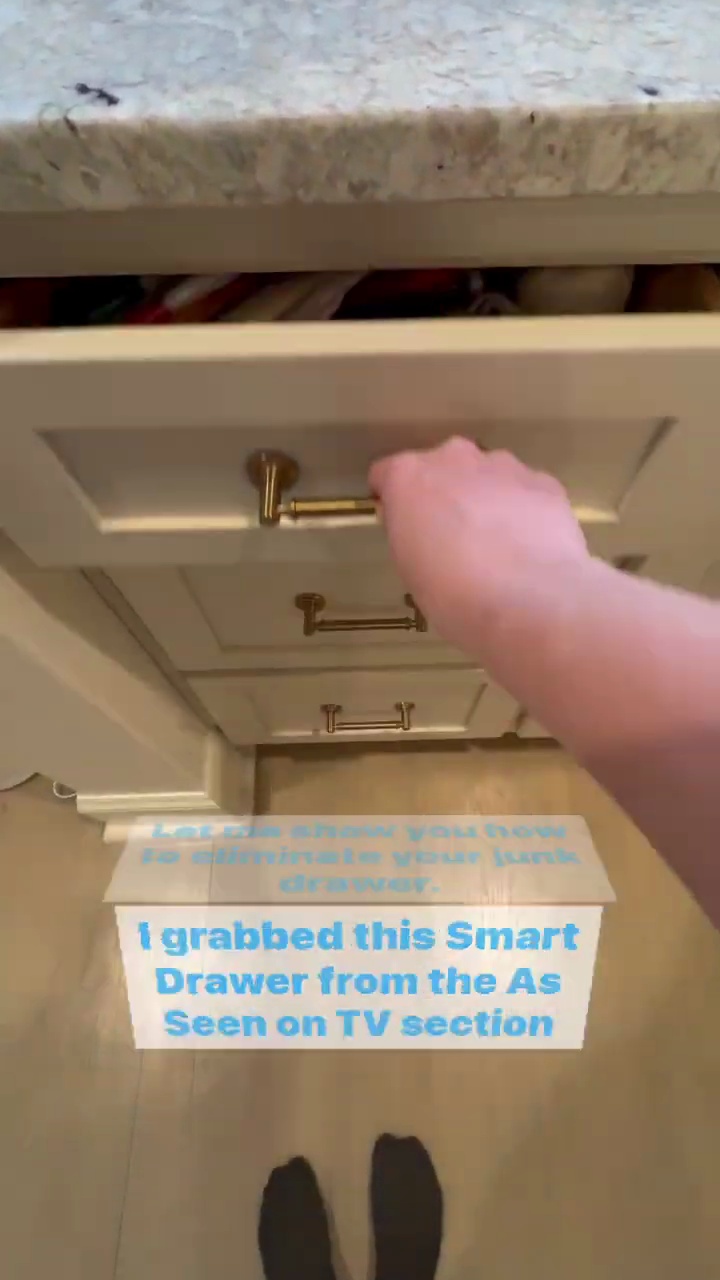 Let me show you how
to eliminate your junk
drawer.
I grabbed this Smart
Drawer from the As
Seen on TV section